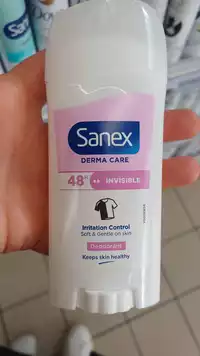 Sanex
DERMA CARE
48H INVISIBLE
Irritation Control
Soft & Gentle on skin
Deodorant
Keeps skin healthy